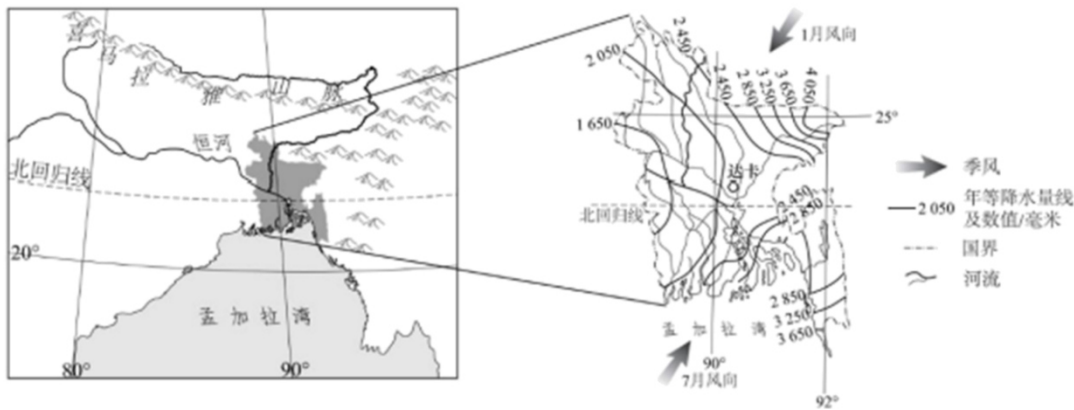 喜马拉雅山脉
恒河
北回归线
20°
孟加拉湾
80°
90°
1月风向
2 450
2 050
2 450
2 850
3 250
3 650
4 050
25°
1 650
达卡
北回归线
2 450
2 850
2 850
3 250
3 650
孟加拉湾
90°
7月风向
92°
季风
2 050 年等降水量线
及数值/毫米
国界
河流